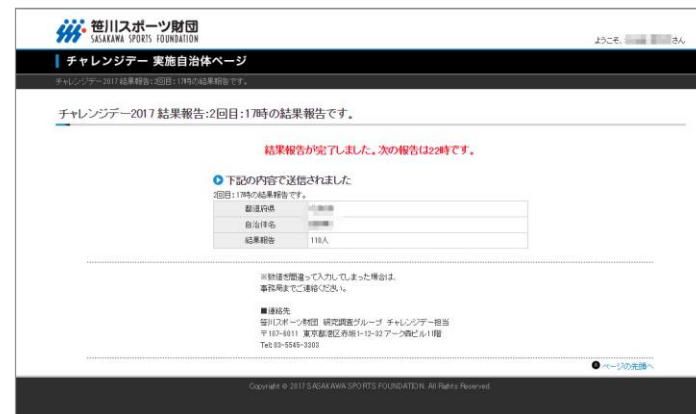 笹川スポーツ財団
SASAKAWA SPORTS FOUNDATION
ようこそ、 さん
チャレンジデー 実施自治体ページ
チャレンジデー2017 結果報告:2回目:17時の結果報告です。
チャレンジデー2017 結果報告:2回目:17時の結果報告です。
結果報告が完了しました。次の報告は22時です。
下記の内容で送信されました
2回目:17時の結果報告です。
都道府県
自治体名
結果報告 110人
※数値を間違って入力してしまった場合は、
事務局までご連絡ください。
■連絡先
笹川スポーツ財団 研究調査グループ チャレンジデー担当
〒107-6011 東京都港区赤坂1-12-32 アーク森ビル11階
Tel:03-5545-3303
ページの先頭へ
Copyright © 2017 SASAKAWA SPORTS FOUNDATION. All Rights Reserved.